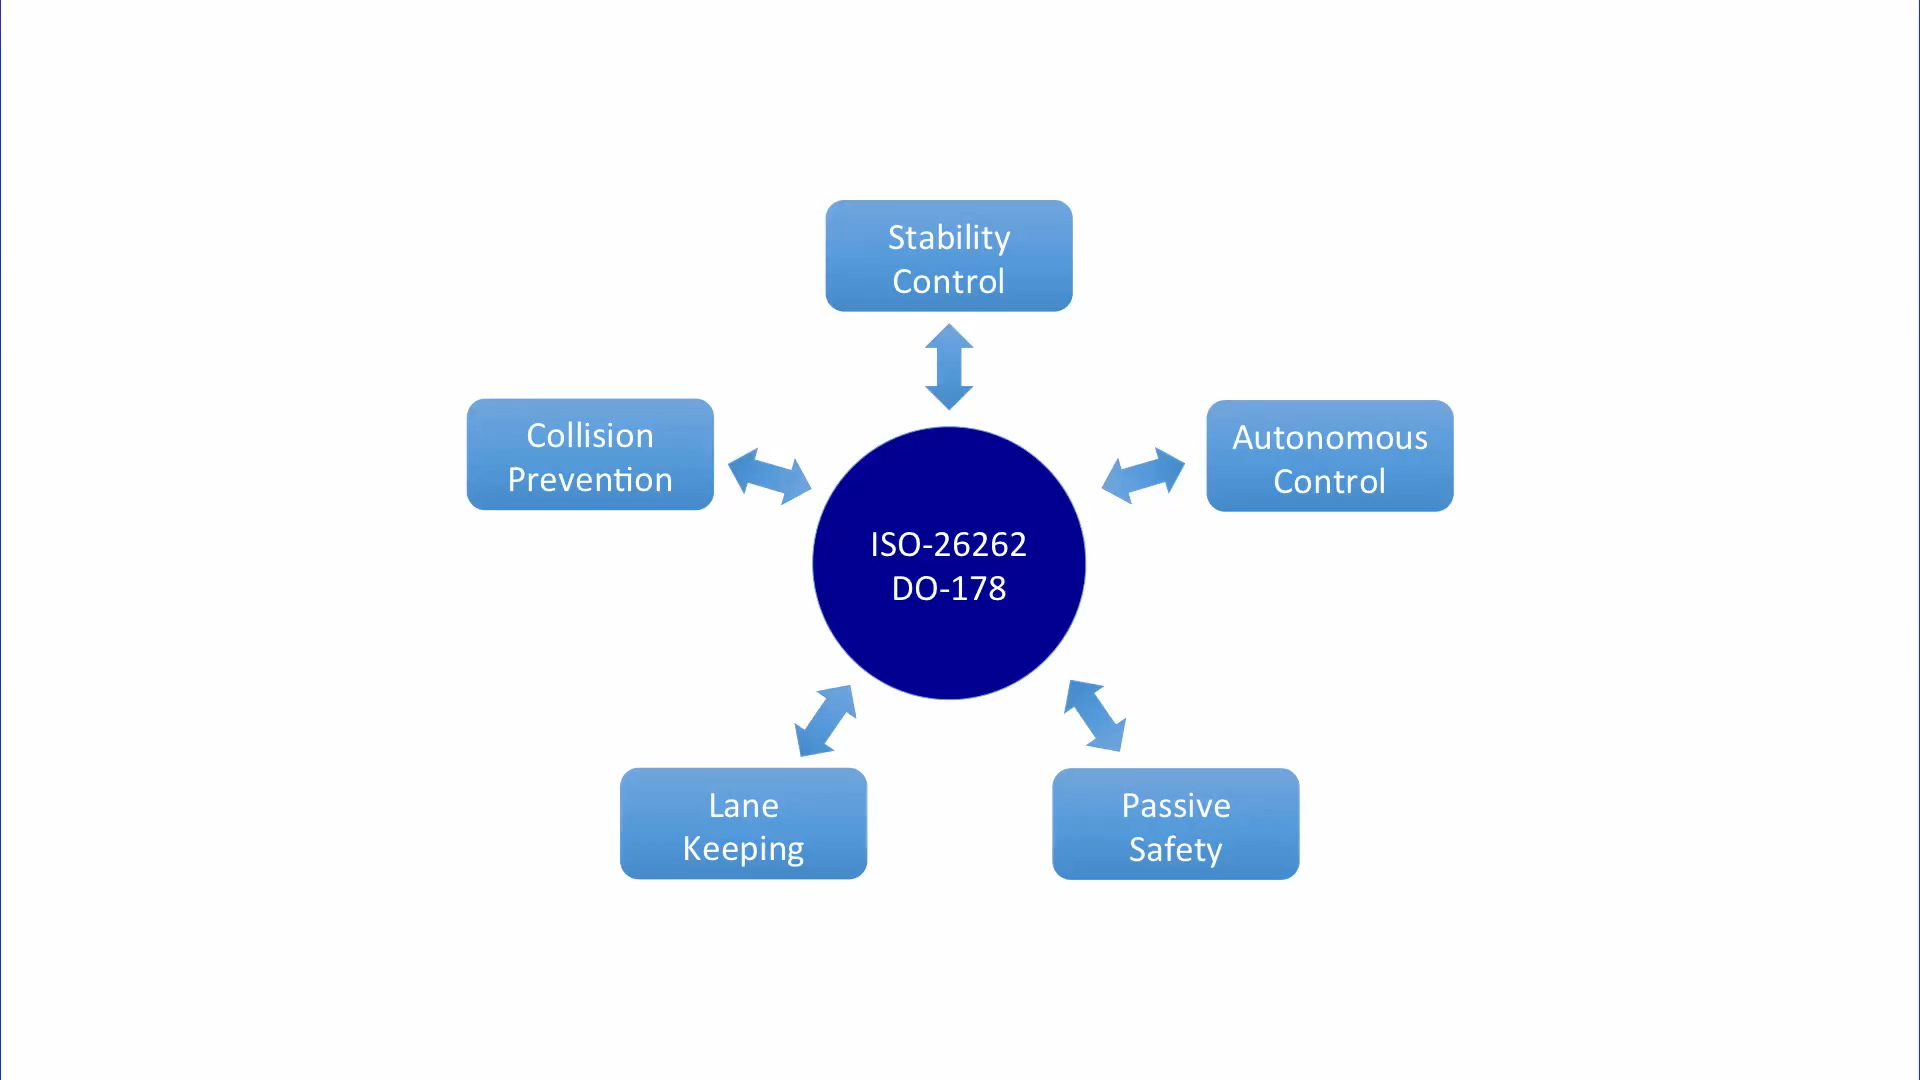 Stability
Control
Collision
Prevention
Autonomous
Control
ISO-26262
DO-178
Lane
Keeping
Passive
Safety